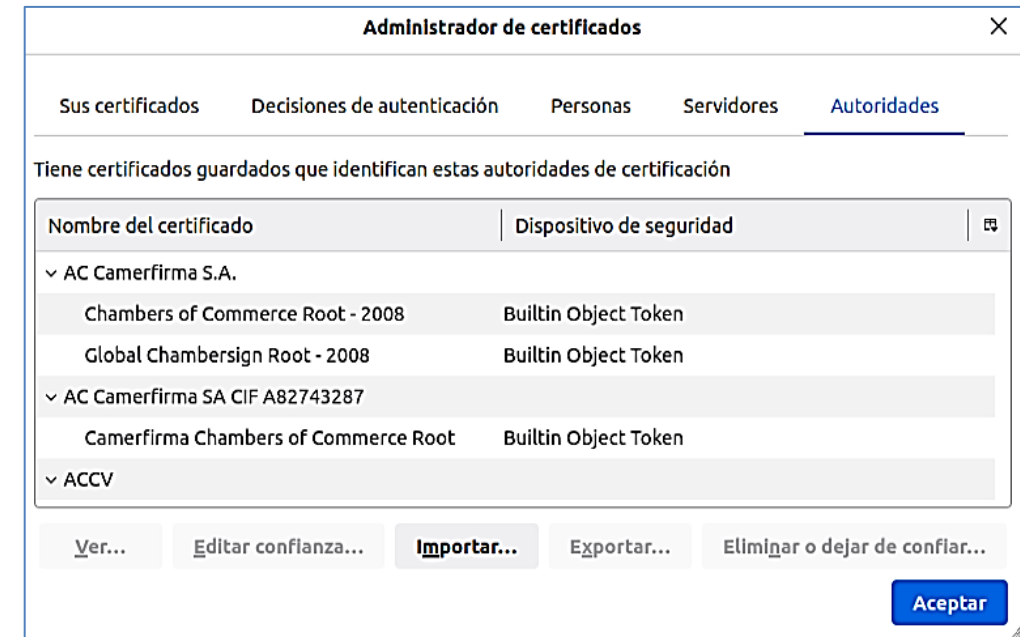 Administrador de certificados
Sus certificados Decisiones de autenticación Personas Servidores Autoridades
Tiene certificados guardados que identifican estas autoridades de certificación
Nombre del certificado Dispositivo de seguridad
AC Camerfirma S.A.
Chambers of Commerce Root - 2008 Builtin Object Token
Global Chambersign Root - 2008 Builtin Object Token
AC Camerfirma SA CIF A82743287
Camerfirma Chambers of Commerce Root Builtin Object Token
ACCV
Ver... Editar confianza... Importar... Exportar... Eliminar o dejar de confiar...
Aceptar